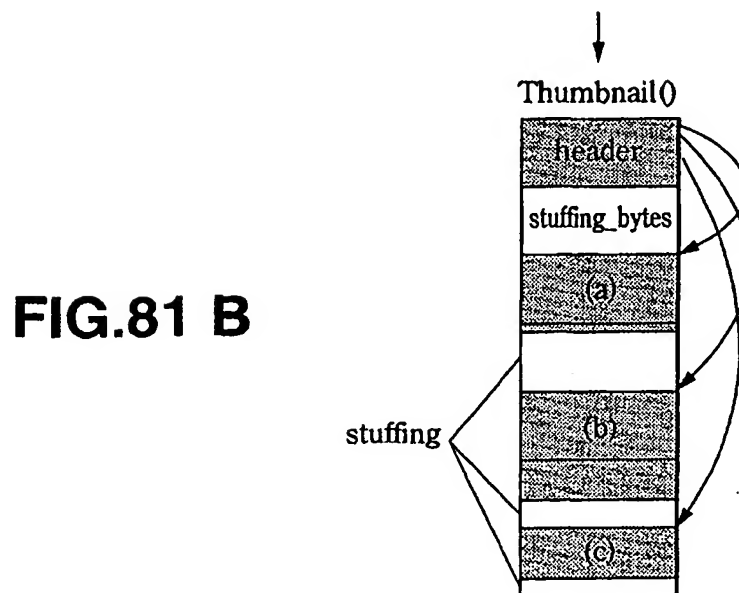 Thumbnail()
header
stuffing_bytes
(a)
FIG.81 B
(b)
stuffing
(c)